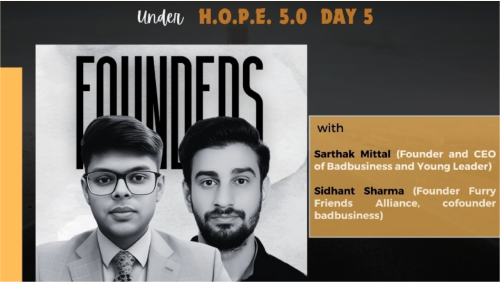 Under H.O.P.E. 5.0 DAY 5
FOUNDERS
with
Sarthak Mittal (Founder and CEO
of Badbusiness and Young Leader)
Sidhant Sharma (Founder Furry
Friends Alliance, cofounder
badbusiness)